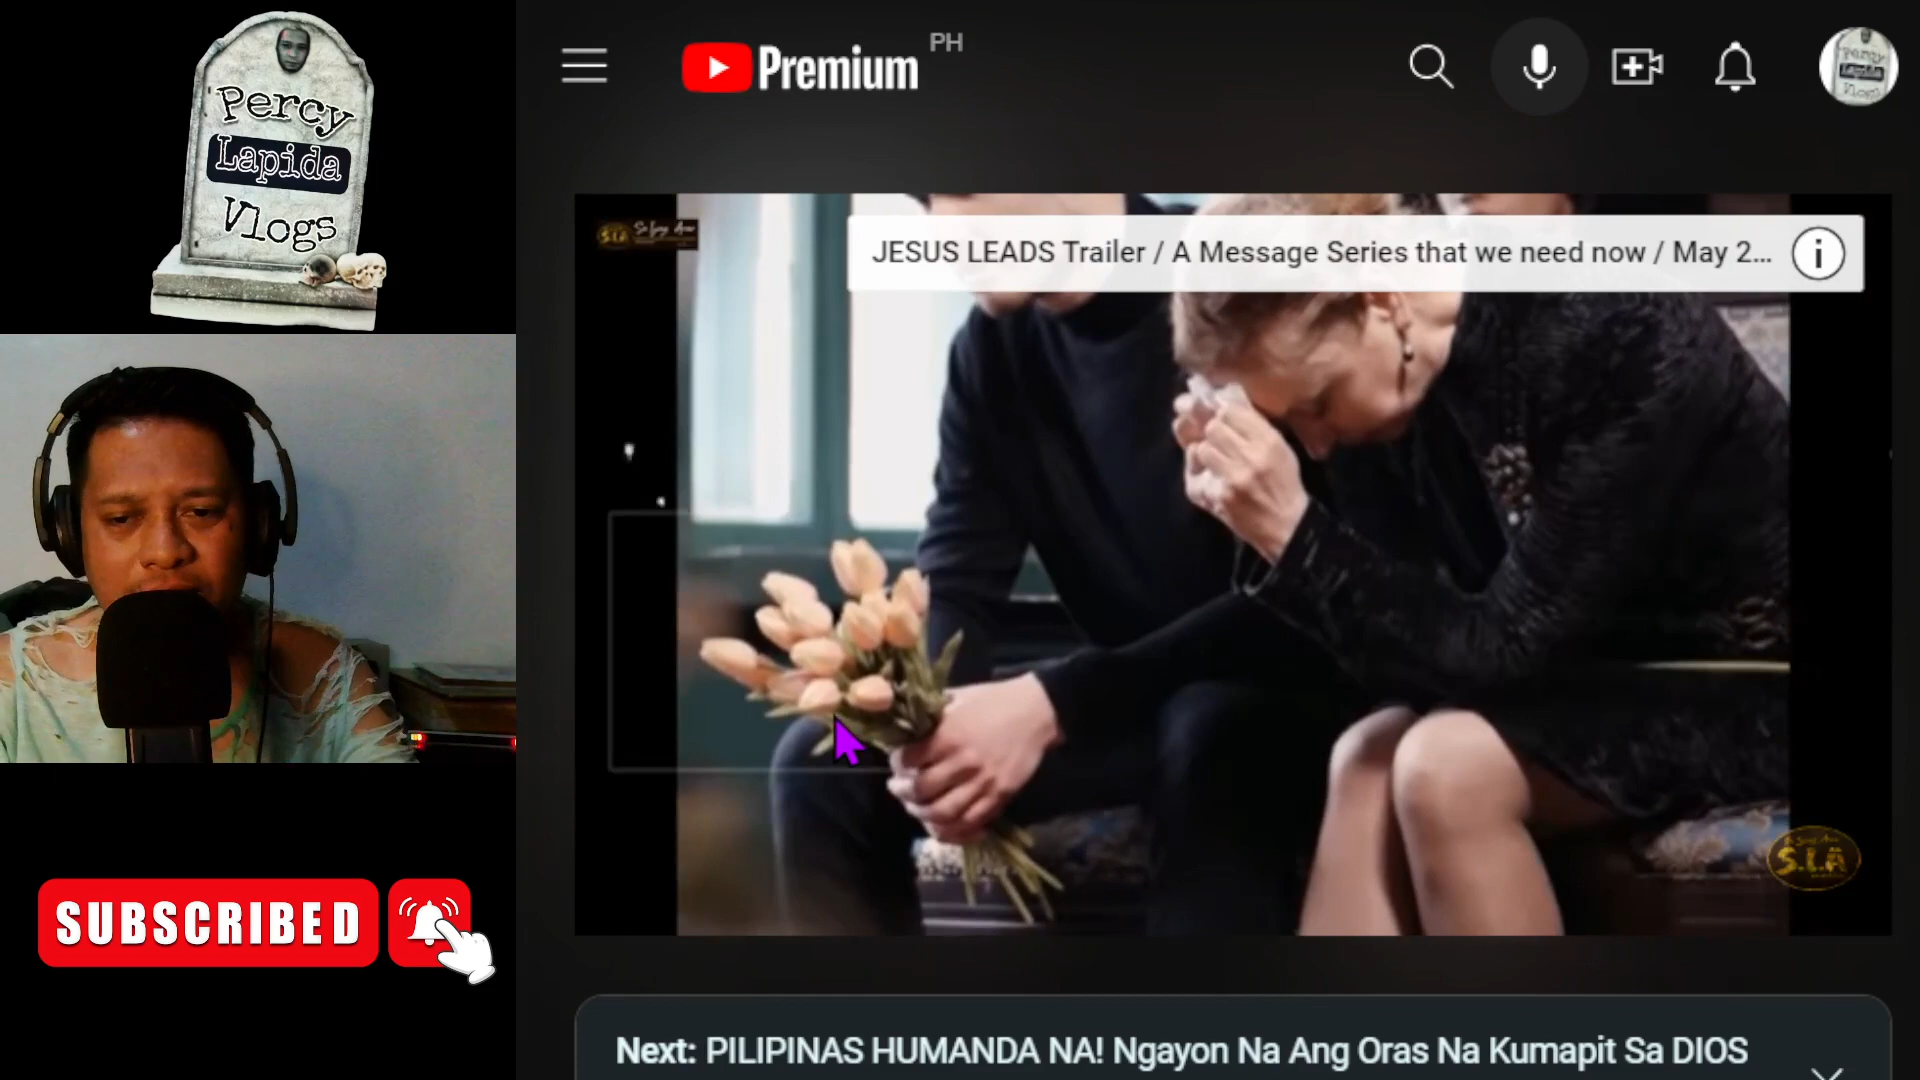 Percy
Lapida
Vlogs
SUBSCRIBED
Premium
PH
S.L.A
JESUS LEADS Trailer / A Message Series that we need now / May 2...
S.L.A
Next: PILIPINAS HUMANDA NA! Ngayon Na Ang Oras Na Kumapit Sa DIOS